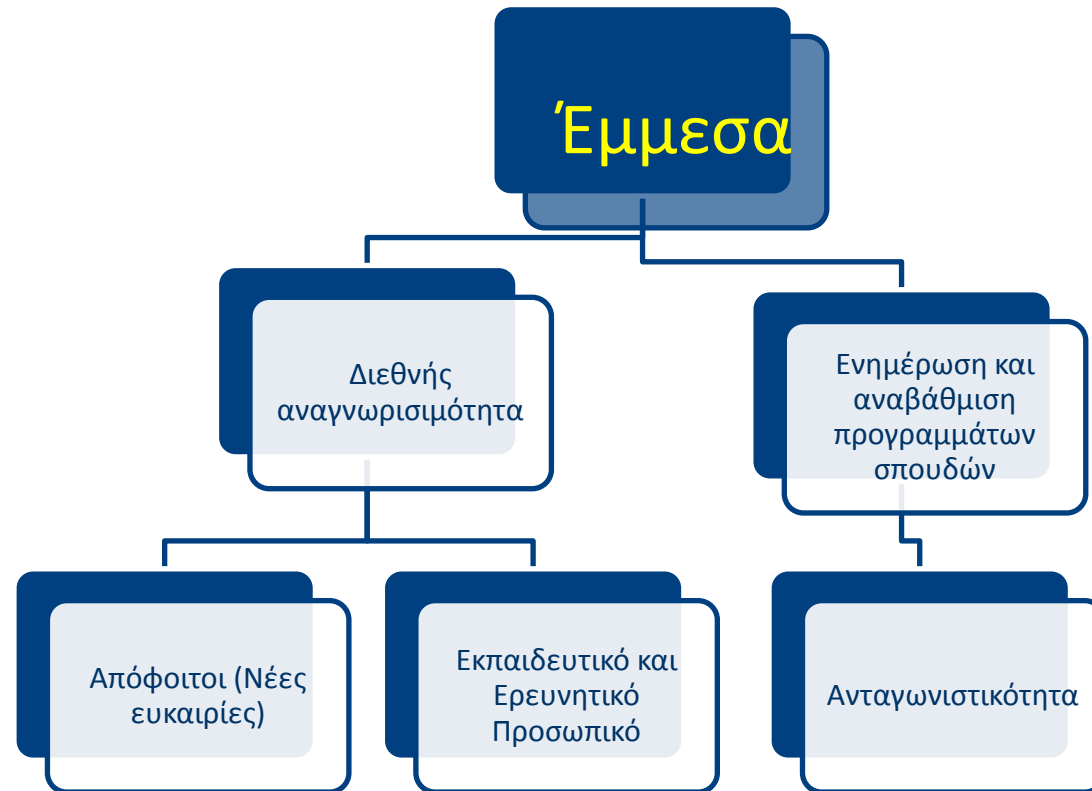 Έμμεσα
Διεθνής
αναγνωρισιμότητα
Ενημέρωση και
αναβάθμιση
προγραμμάτων
σπουδών
Απόφοιτοι (Νέες
ευκαιρίες)
Εκπαιδευτικό και
Ερευνητικό
Προσωπικό
Ανταγωνιστικότητα